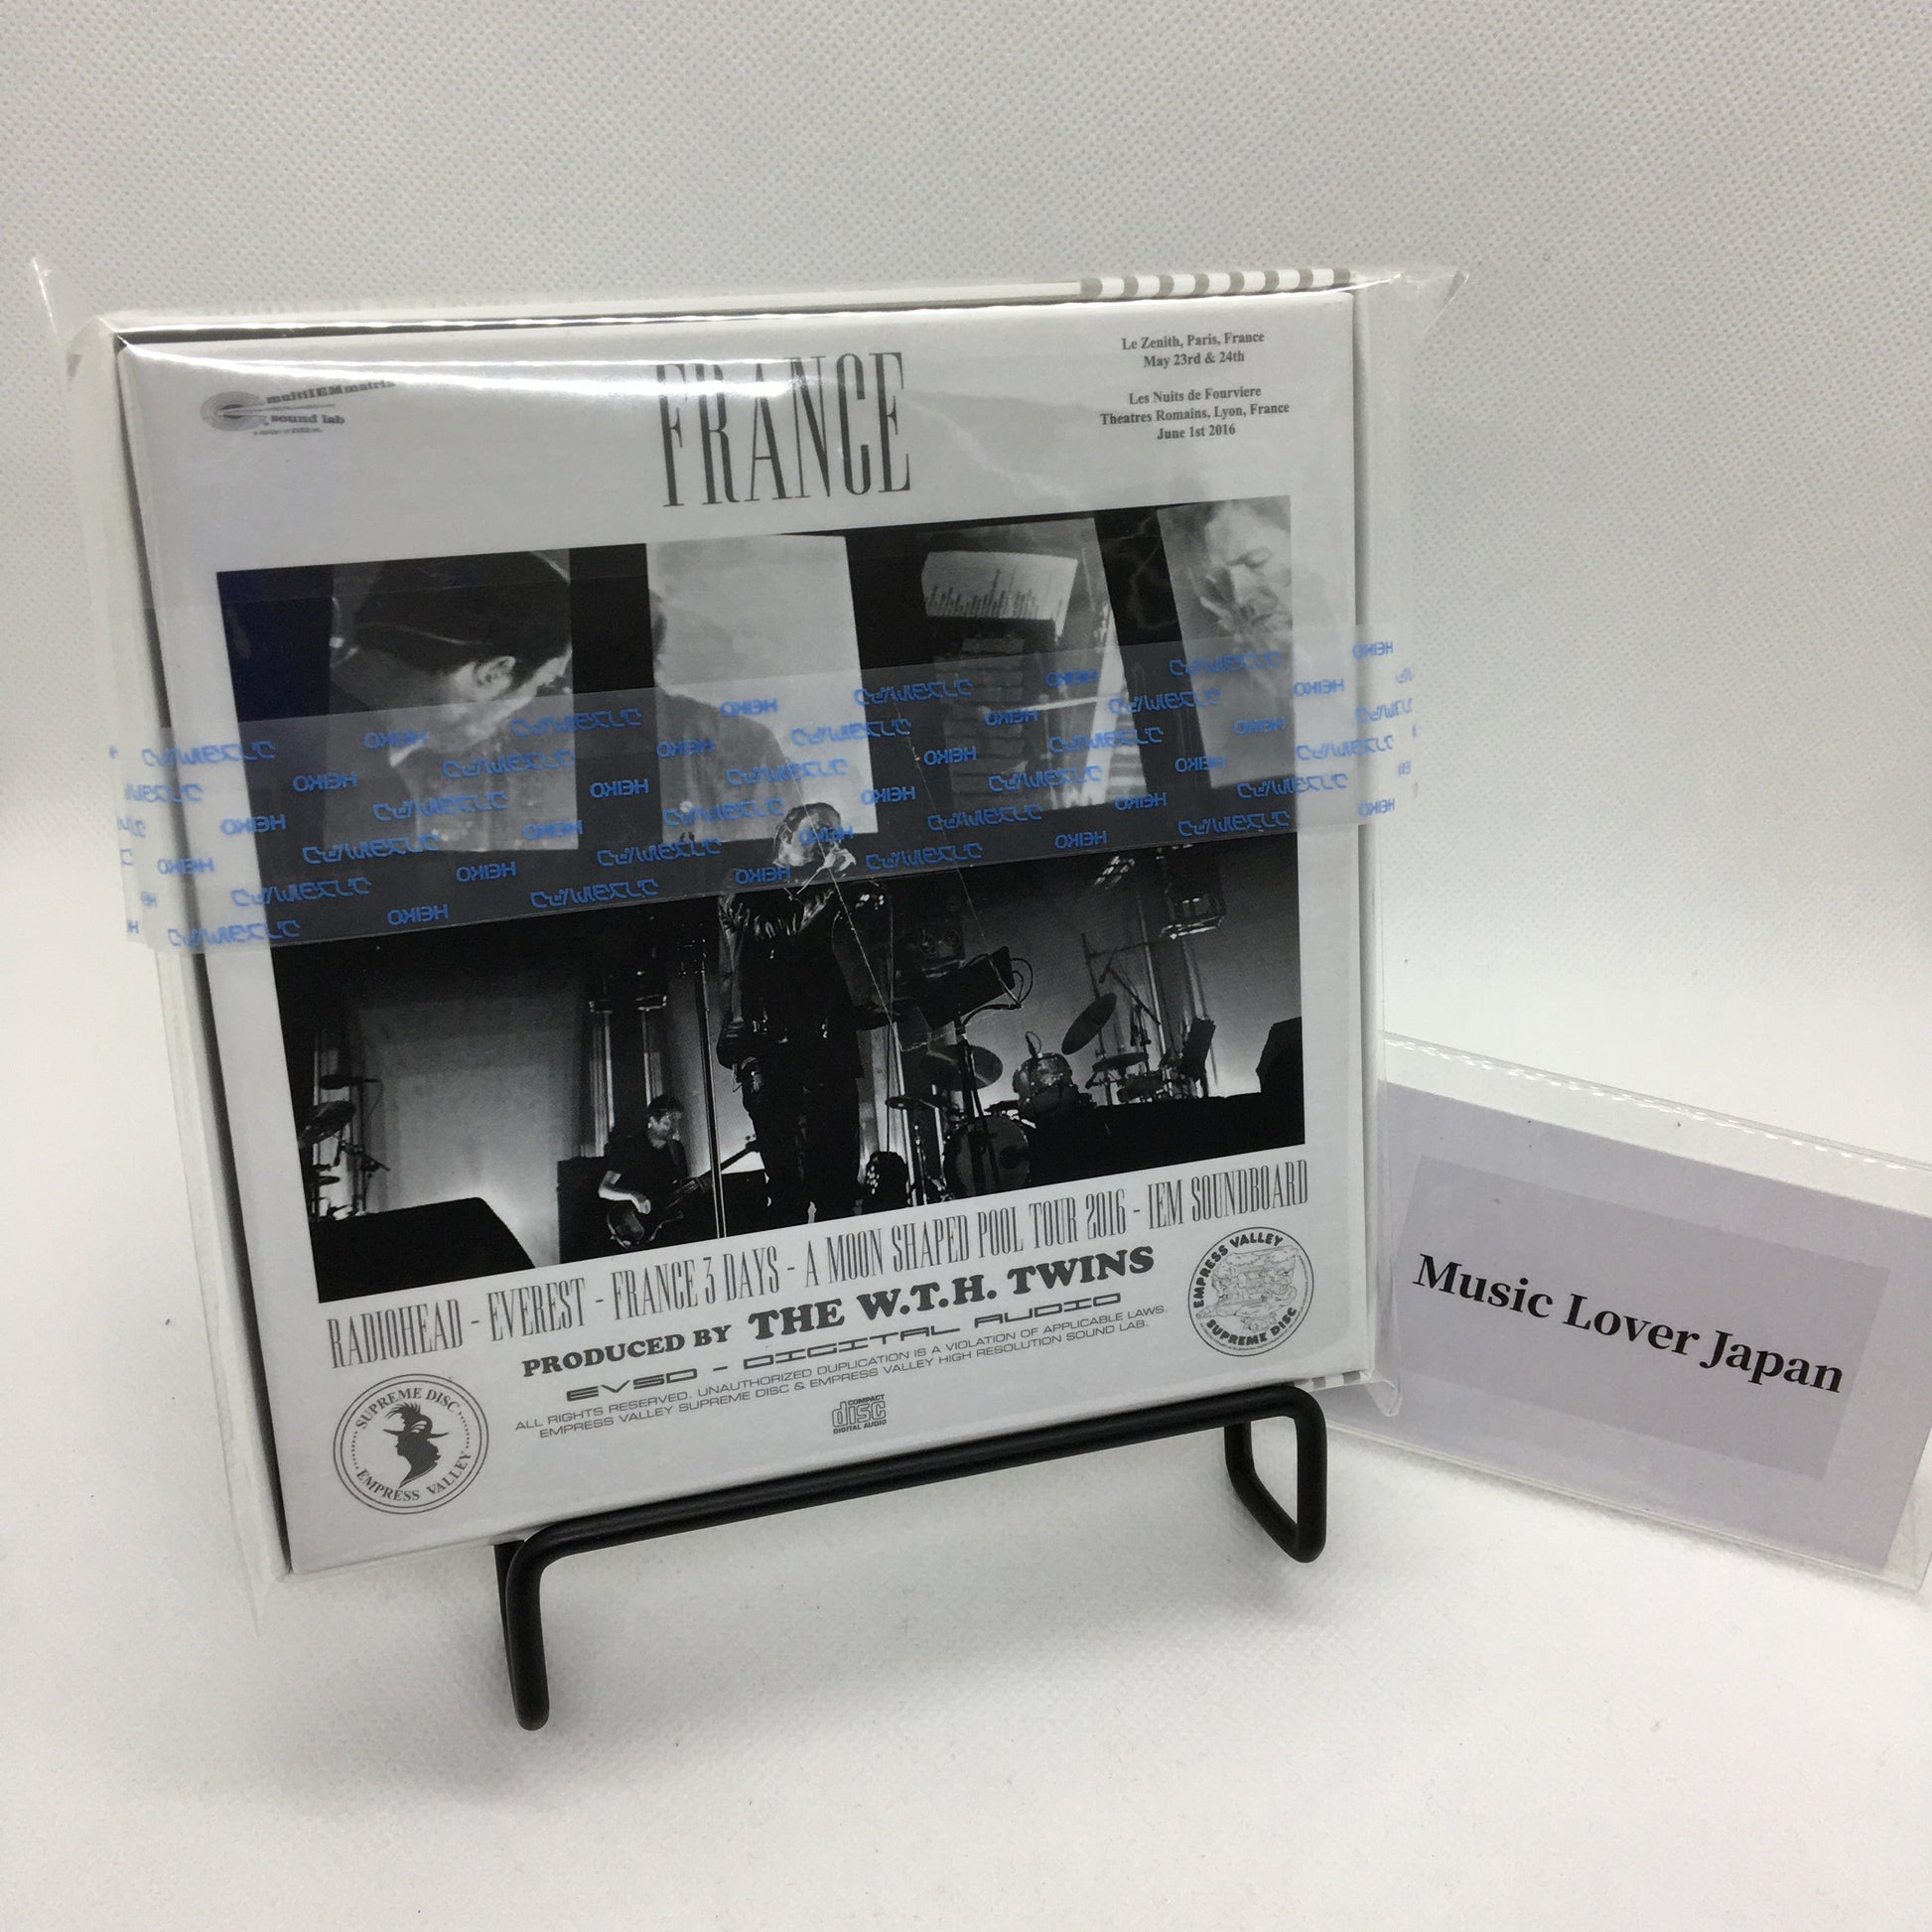 multiIEMmatrix
sound lab
FRANCE
Le Zenith, Paris, France
May 23rd & 24th
Les Nuits de Fourviere
Theatres Romains, Lyon, France
June 1st 2016
HEIKO
RADIOHEAD - EVEREST - FRANCE 3 DAYS - A MOON SHAPED POOL TOUR 2016 - IEM SOUNDBOARD
PRODUCED BY THE W.T.H. TWINS
EVSD - DIGITAL AUDIO
ALL RIGHTS RESERVED. UNAUTHORIZED DUPLICATION IS A VIOLATION OF APPLICABLE LAWS.
EMPRESS VALLEY SUPREME DISC & EMPRESS VALLEY HIGH RESOLUTION SOUND LAB.
COMPACT
disc
DIGITAL AUDIO
SUPREME DISC
EMPRESS VALLEY
EMPRESS VALLEY
SUPREME DISC
Music Lover Japan